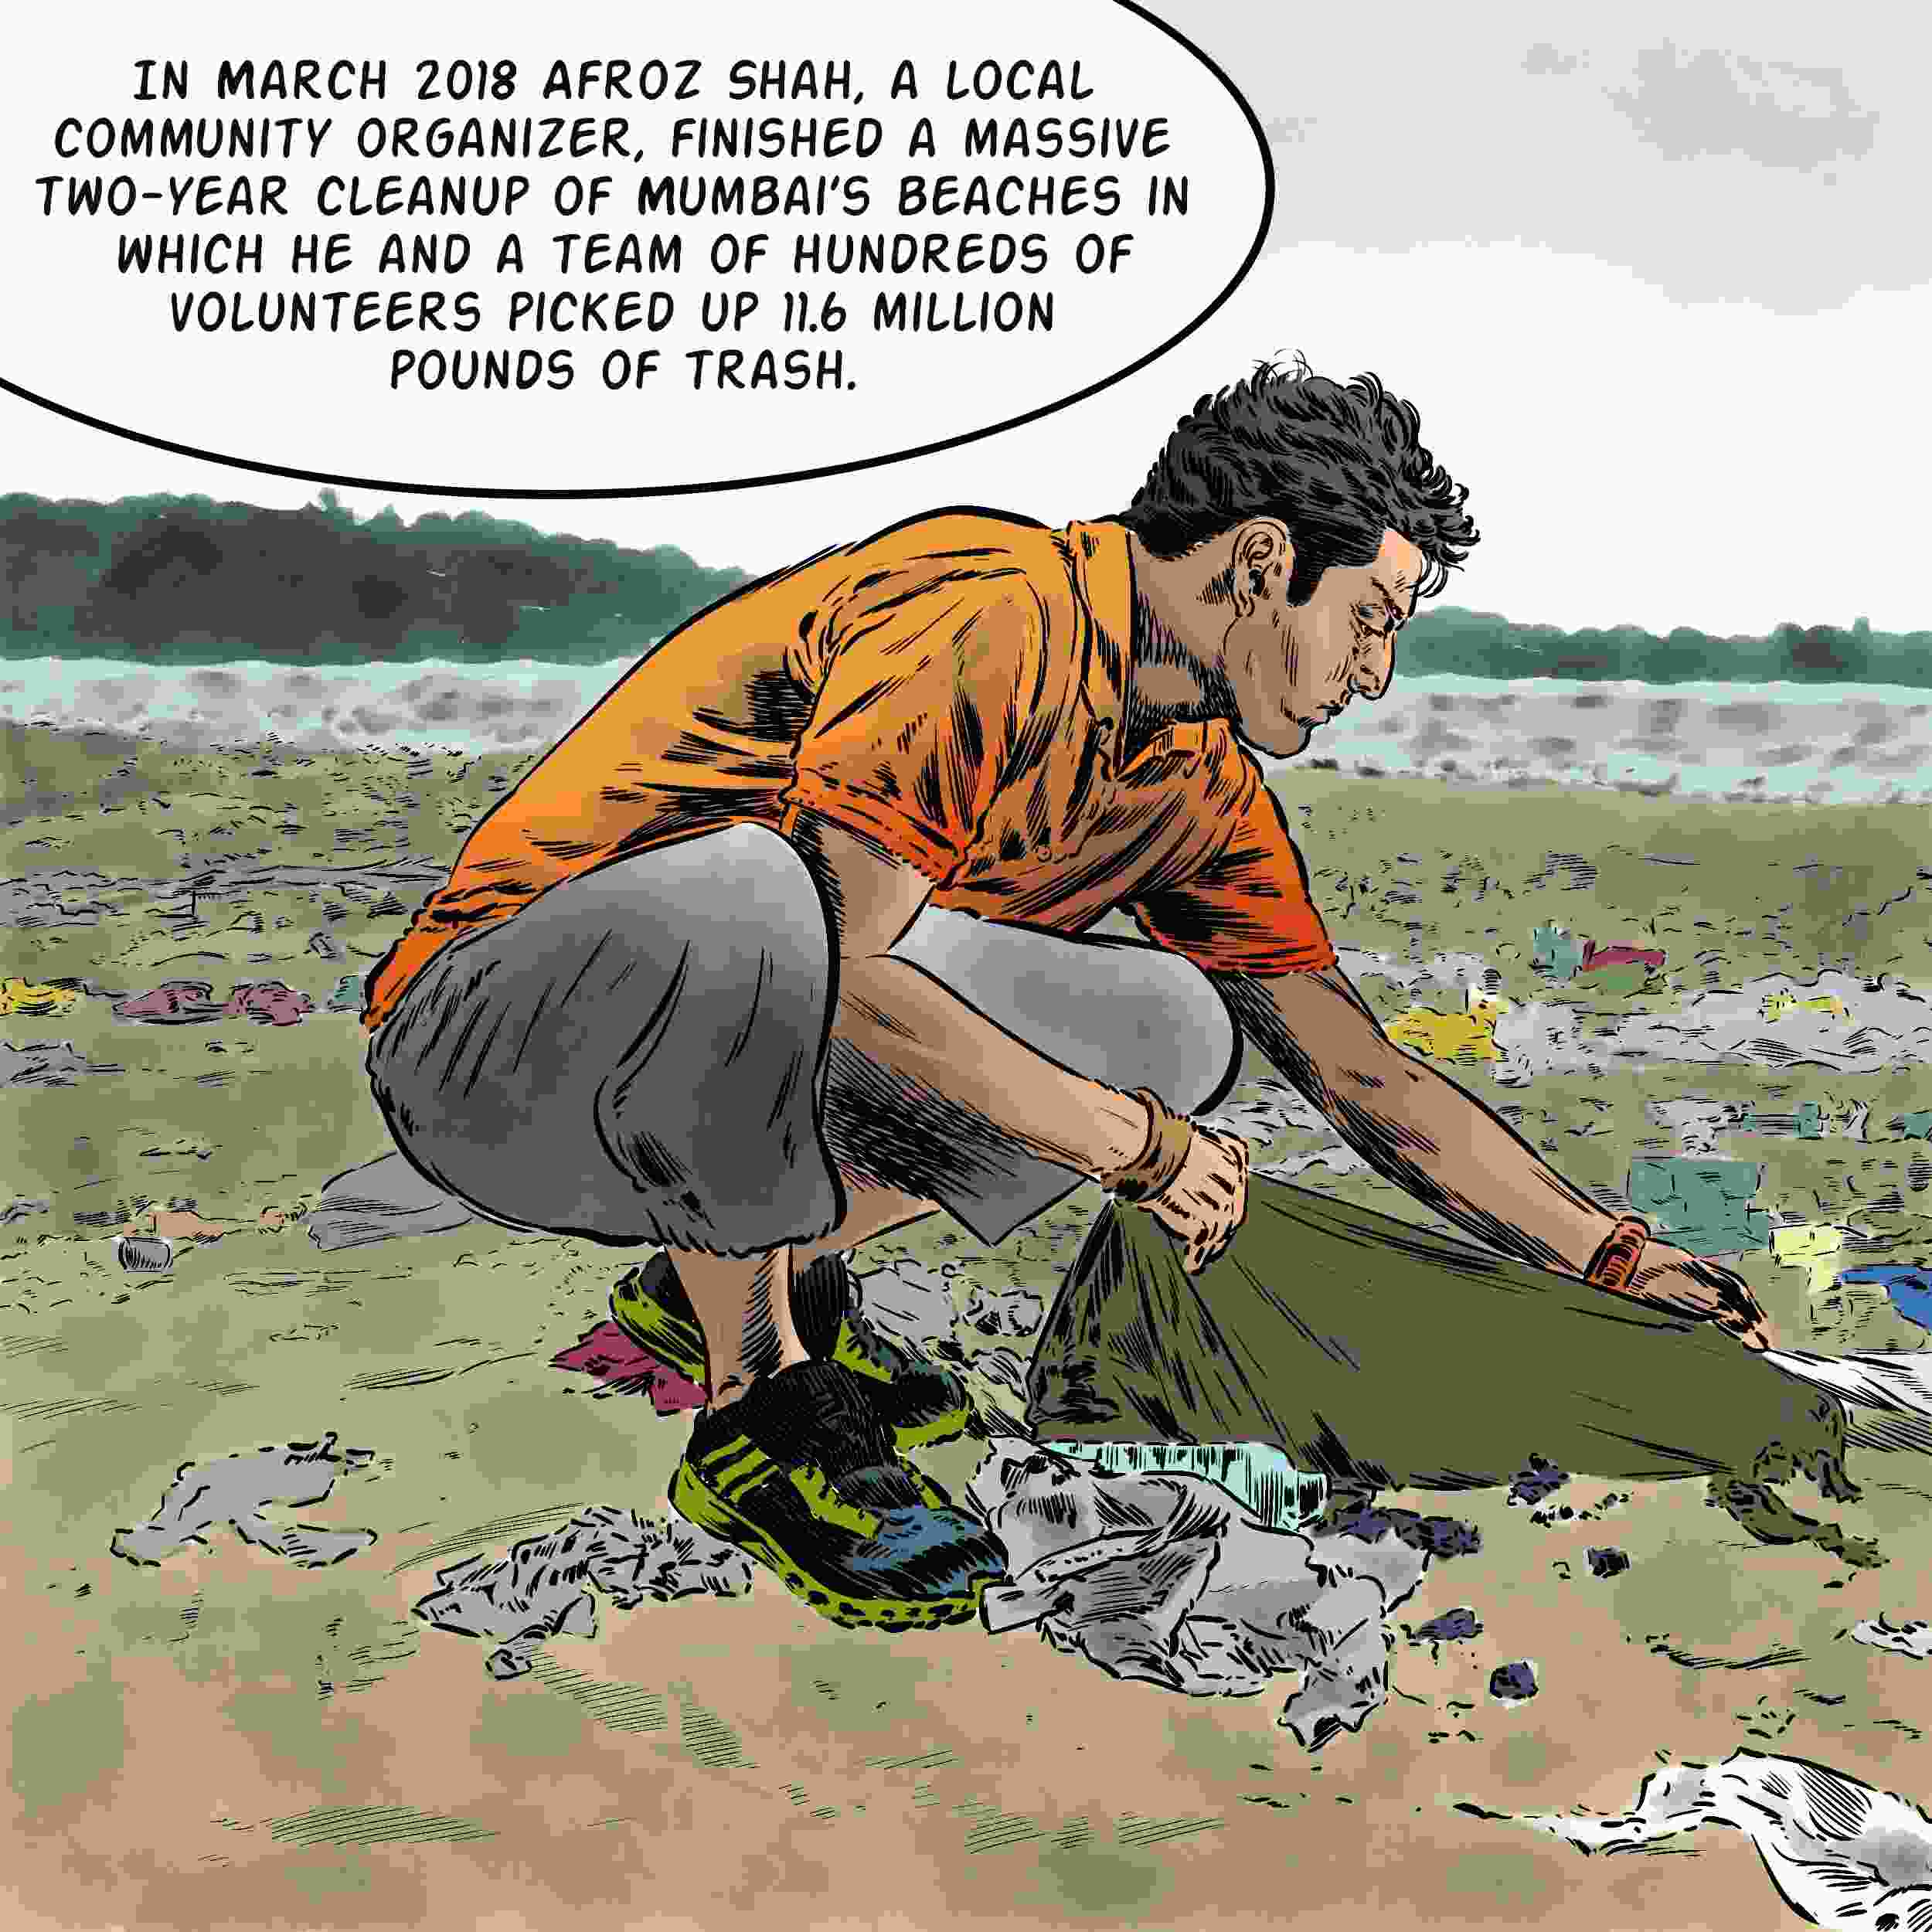 IN MARCH 2018 AFROZ SHAH, A LOCAL
COMMUNITY ORGANIZER, FINISHED A MASSIVE
TWO-YEAR CLEANUP OF MUMBAI'S BEACHES IN
WHICH HE AND A TEAM OF HUNDREDS OF
VOLUNTEERS PICKED UP 11.6 MILLION
POUNDS OF TRASH.